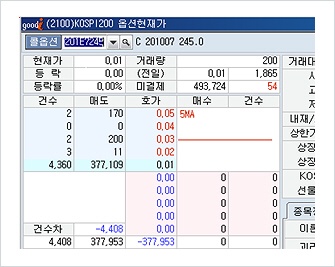 good (2100)KOSPI200 옵션현재가
콜옵션 201E7245 C 201007 245.0
현재가 0,01 거래량 200 거래대
등 락 0,00 (전일) 0,01 1,865
등락률 0,00% 미결제 493,724 54
건수 매도 호가 매수 건수 내재/
2 170 0,05 5MA 상한가
0 0 0,04 상장
2 200 0,03 상장
3 11 0,02
4,360 377,109 0,01
0,00 0 0 KOS
0,00 0 0 선물
0,00 0 0
0,00 0 0 종목정
0,00 0 0
건수차 -4,408 0,00 0 0 이론
4,408 377,953 -377,953 0 0 괴리